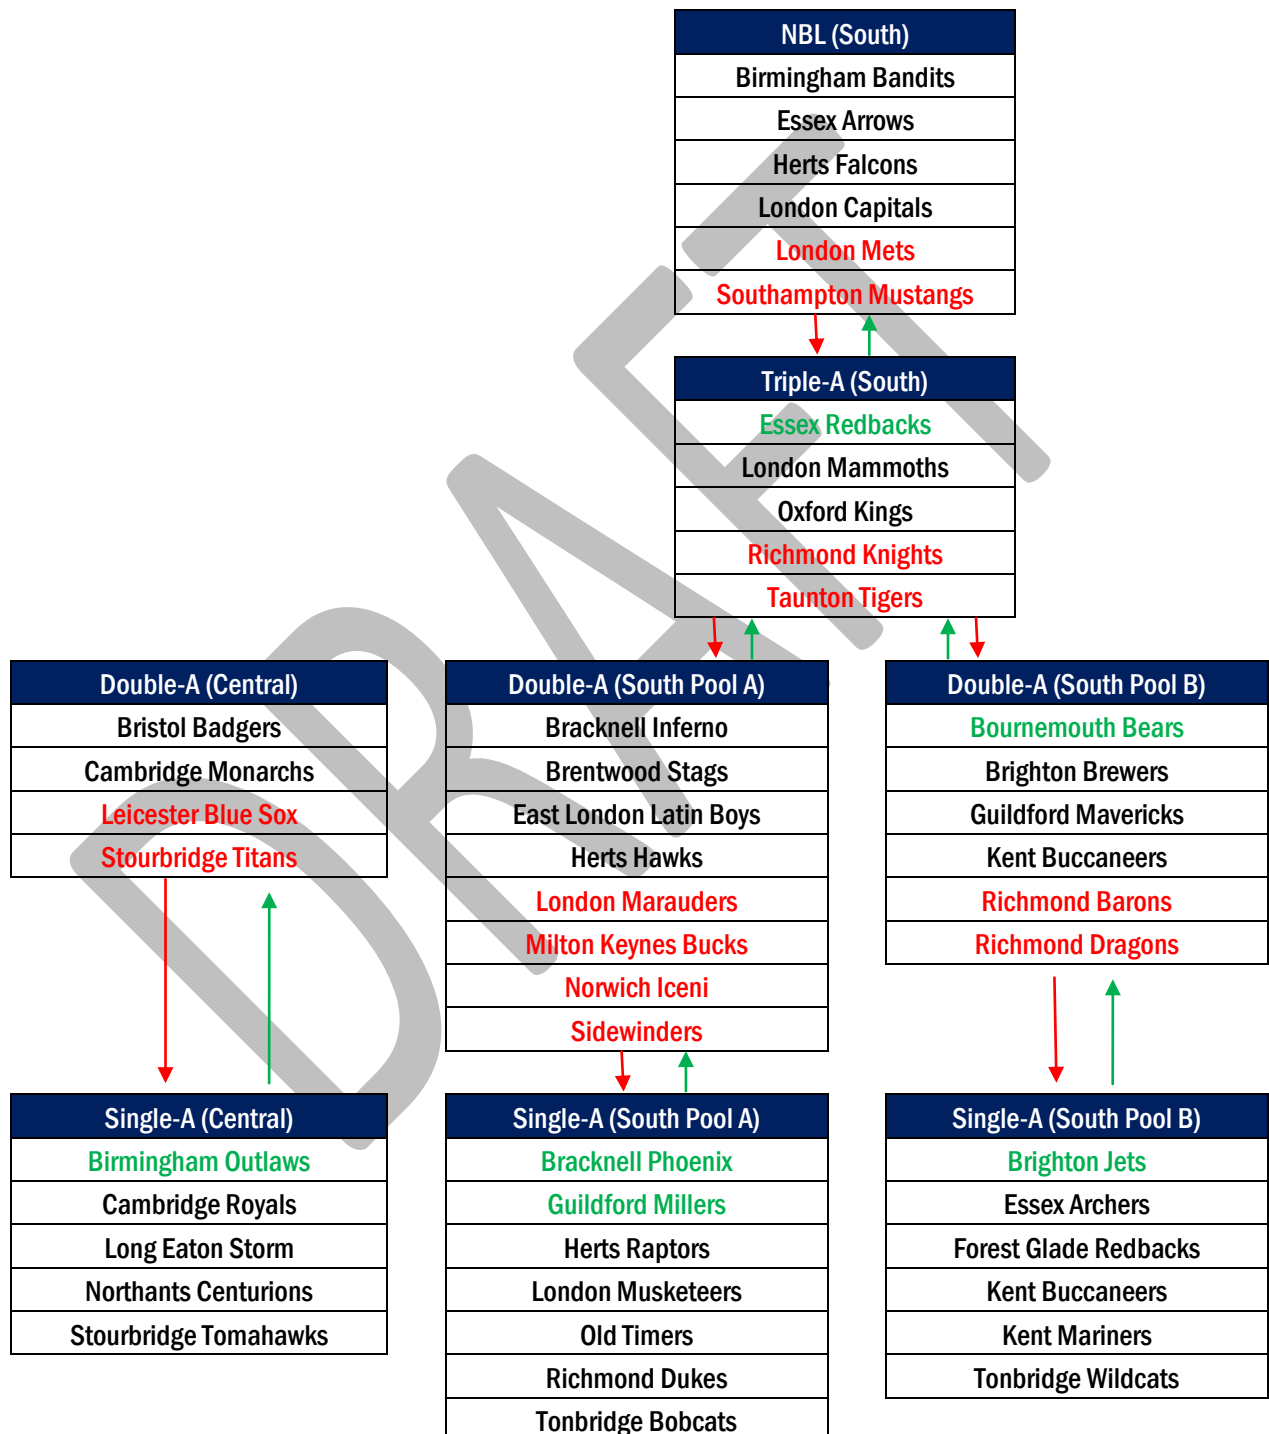 NBL (South)
Birmingham Bandits
Essex Arrows
Herts Falcons
London Capitals
London Mets
Southampton Mustangs
Triple-A (South)
Essex Redbacks
London Mammoths
Oxford Kings
Richmond Knights
Taunton Tigers
Double-A (Central)
Bristol Badgers
Cambridge Monarchs
Leicester Blue Sox
Stourbridge Titans
Double-A (South Pool A)
Bracknell Inferno
Brentwood Stags
East London Latin Boys
Herts Hawks
London Marauders
Milton Keynes Bucks
Norwich Iceni
Sidewinders
Double-A (South Pool B)
Bournemouth Bears
Brighton Brewers
Guildford Mavericks
Kent Buccaneers
Richmond Barons
Richmond Dragons
Single-A (Central)
Birmingham Outlaws
Cambridge Royals
Long Eaton Storm
Northants Centurions
Stourbridge Tomahawks
Single-A (South Pool A)
Bracknell Phoenix
Guildford Millers
Herts Raptors
London Musketeers
Old Timers
Richmond Dukes
Tonbridge Bobcats
Single-A (South Pool B)
Brighton Jets
Essex Archers
Forest Glade Redbacks
Kent Buccaneers
Kent Mariners
Tonbridge Wildcats
DRAFT